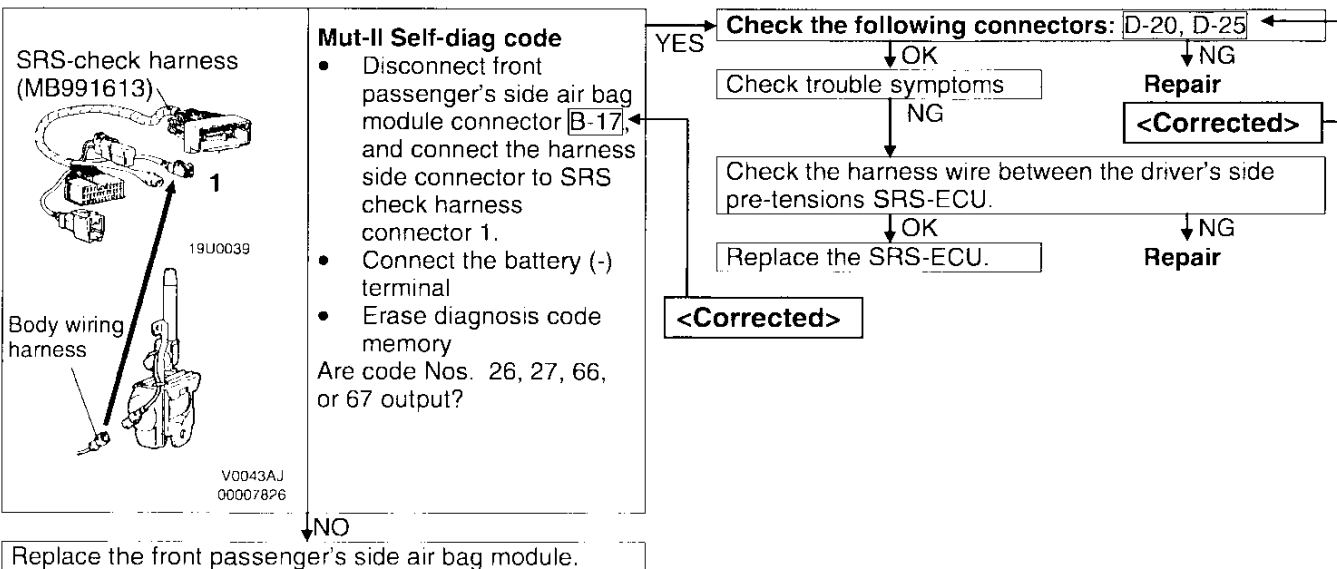 SRS-check harness
(MB991613)
1
19U0039
Body wiring
harness
V0043AJ
00007826
Mut-II Self-diag code
• Disconnect front
passenger's side air bag
module connector B-17,
and connect the harness
side connector to SRS
check harness
connector 1.
• Connect the battery (-)
terminal
• Erase diagnosis code
memory
Are code Nos. 26, 27, 66,
or 67 output?
NO
Replace the front passenger's side air bag module.
YES
Check the following connectors: D-20, D-25
OK
NG
Check trouble symptoms
Repair
NG
<Corrected>
Check the harness wire between the driver's side
pre-tensions SRS-ECU.
OK
NG
Replace the SRS-ECU.
Repair
<Corrected>